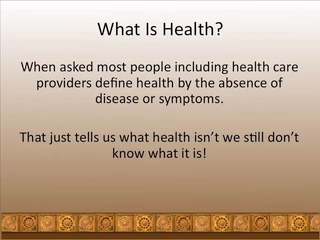 What Is Health?
When asked most people including health care
providers define health by the absence of
disease or symptoms.
That just tells us what health isn't we still don't
know what it is!